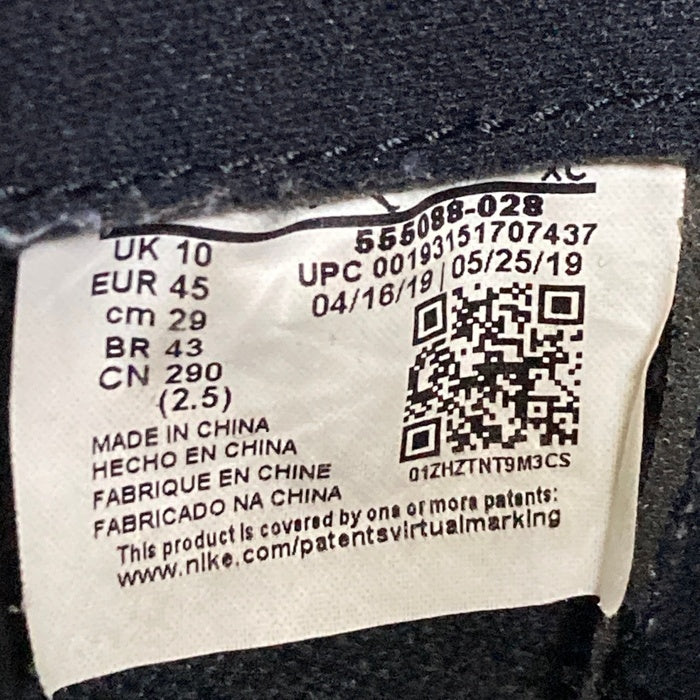 XC
555088-028
UPC 00193151707437
04/16/19 | 05/25/19
UK 10
EUR 45
cm 29
BR 43
CN 290
(2.5)
01ZHZTNT9M3CS
MADE IN CHINA
HECHO EN CHINA
FABRIQUE EN CHINE
FABRICADO NA CHINA
This product is covered by one or more patents:
www.nike.com/patentsvirtualmarking